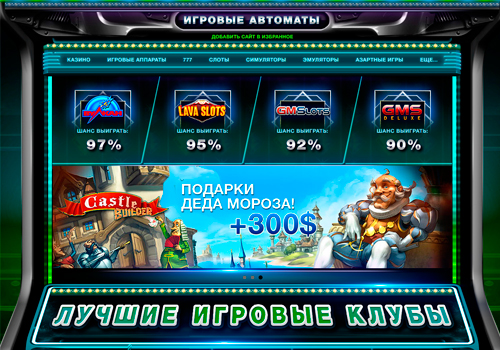 ИГРОВЫЕ АВТОМАТЫ
ДОБАВИТЬ САЙТ В ИЗБРАННОЕ
КАЗИНО ИГРОВЫЕ АППАРАТЫ 777 СЛОТЫ СИМУЛЯТОРЫ ЭМУЛЯТОРЫ АЗАРТНЫЕ ИГРЫ ЕЩЕ...
LAVA SLOTS GMSlots GMS
DELUXE
ШАНС ВЫИГРАТЬ: ШАНС ВЫИГРАТЬ: ШАНС ВЫИГРАТЬ: ШАНС ВЫИГРАТЬ:
97% 95% 92% 90%
Castle
BUILDER
ПОДАРКИ
ДЕДА МОРОЗА!
+300$
ЛУЧШИЕ ИГРОВЫЕ КЛУБЫ